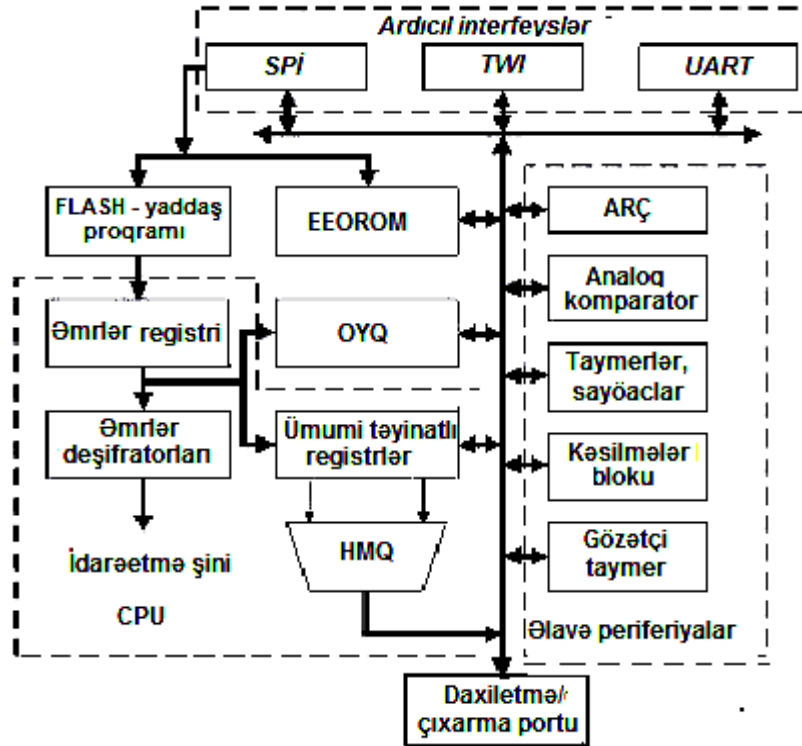 Ardıcıl interfeyslər
SPİ
TWI
UART
FLASH - yaddaş
proqramı
EEOROM
ARÇ
Analoq
komparator
Əmrlər registri
OYQ
Taymerlər,
sayöaclar
Əmrlər
deşifratorları
Ümumi təyinatlı
registrlər
Kəsilmələr
bloku
İdarəetmə şini
HMQ
Gözətçi
taymer
CPU
Əlavə periferiyalar
Daxiletmə/
çıxarma portu